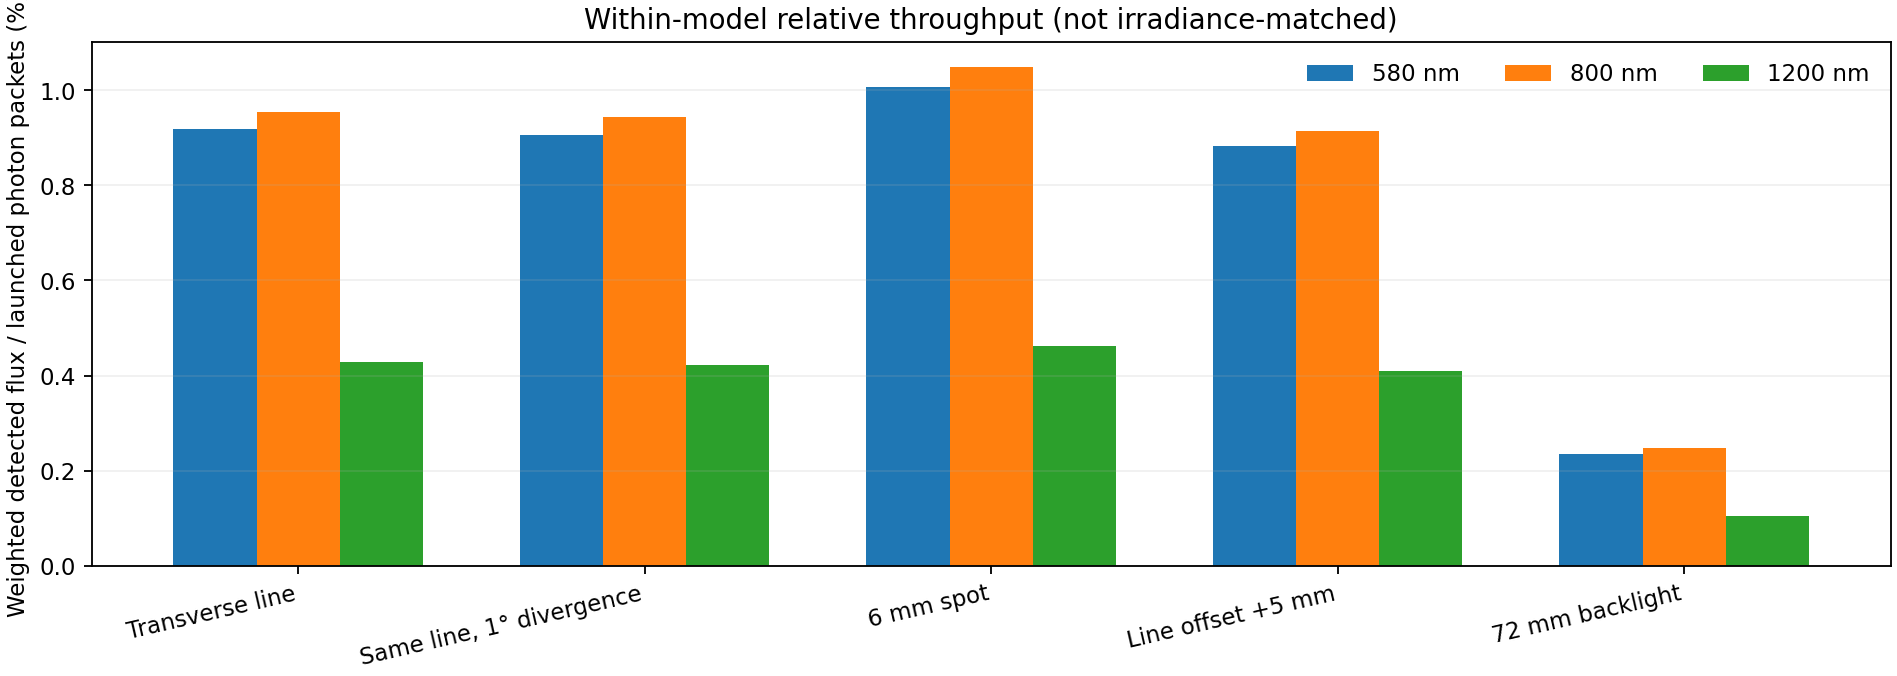 Within-model relative throughput (not irradiance-matched)
Weighted detected flux / launched photon packets (%
1.0
0.8
0.6
0.4
0.2
0.0
580 nm
800 nm
1200 nm
Transverse line
Same line, 1° divergence
6 mm spot
Line offset +5 mm
72 mm backlight